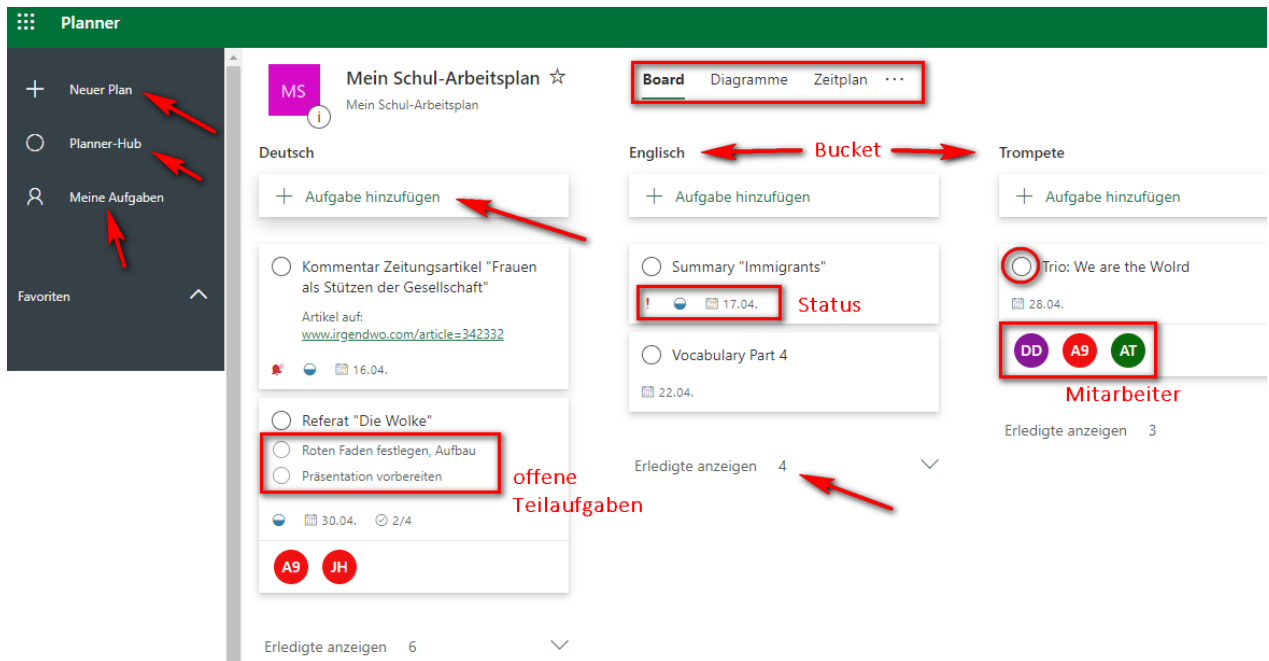 Planner
Neuer Plan
Planner-Hub
Meine Aufgaben
Favoriten
MS
i
Mein Schul-Arbeitsplan
Mein Schul-Arbeitsplan
Board Diagramme Zeitplan ···
Deutsch
Aufgabe hinzufügen
Kommentar Zeitungsartikel "Frauen
als Stützen der Gesellschaft"
Artikel auf:
www.irgendwo.com/article=342332
16.04.
Referat "Die Wolke"
Roten Faden festlegen, Aufbau
Präsentation vorbereiten
offene
Teilaufgaben
30.04. 2/4
A9 JH
Erledigte anzeigen 6
Englisch
Bucket
Aufgabe hinzufügen
Summary "Immigrants"
! 17.04.
Status
Vocabulary Part 4
22.04.
Erledigte anzeigen 4
Trompete
Aufgabe hinzufügen
Trio: We are the Wolrd
28.04.
DD A9 AT
Mitarbeiter
Erledigte anzeigen 3